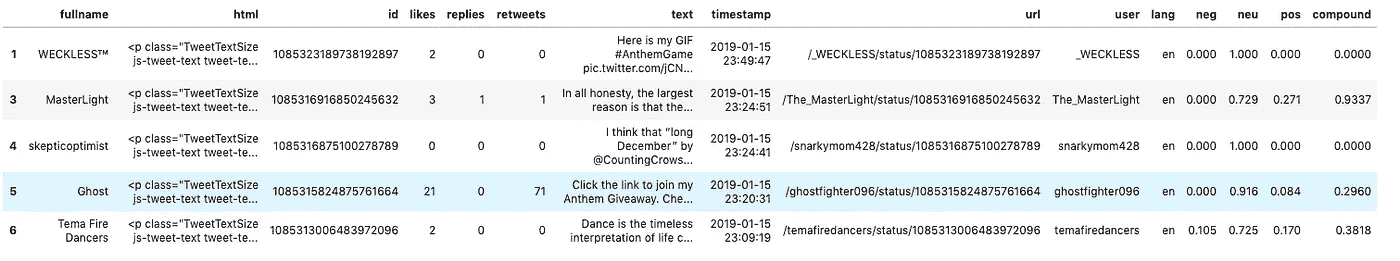 fullname html id likes replies retweets text timestamp url user lang neg neu pos compound
1 WECKLESS™ <p class="TweetTextSize js-tweet-text tweet-te... 1085323189738192897 2 0 0 Here is my GIF #AnthemGame pic.twitter.com/jCN... 2019-01-15 23:49:47 /_WECKLESS/status/1085323189738192897 _WECKLESS en 0.000 1.000 0.000 0.0000
3 MasterLight <p class="TweetTextSize js-tweet-text tweet-te... 1085316916850245632 3 1 1 In all honesty, the largest reason is that the... 2019-01-15 23:24:51 /The_MasterLight/status/1085316916850245632 The_MasterLight en 0.000 0.729 0.271 0.9337
4 skepticoptimist <p class="TweetTextSize js-tweet-text tweet-te... 1085316875100278789 0 0 0 I think that “long December” by @CountingCrows... 2019-01-15 23:24:41 /snarkymom428/status/1085316875100278789 snarkymom428 en 0.000 1.000 0.000 0.0000
5 Ghost <p class="TweetTextSize js-tweet-text tweet-te... 1085315824875761664 21 0 71 Click the link to join my Anthem Giveaway. Che... 2019-01-15 23:20:31 /ghostfighter096/status/1085315824875761664 ghostfighter096 en 0.000 0.916 0.084 0.2960
6 Tema Fire Dancers <p class="TweetTextSize js-tweet-text tweet-te... 1085313006483972096 2 0 0 Dance is the timeless interpretation of life c... 2019-01-15 23:09:19 /temafiredancers/status/1085313006483972096 temafiredancers en 0.105 0.725 0.170 0.3818